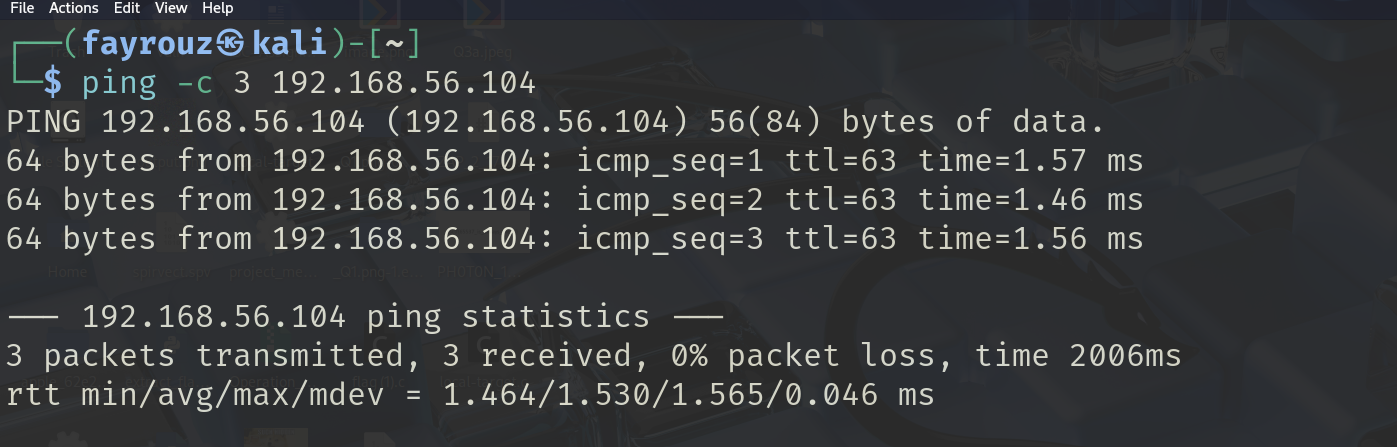 File Actions Edit View Help
┌──(fayrouz㉿kali)-[~]
└─$ ping -c 3 192.168.56.104
PING 192.168.56.104 (192.168.56.104) 56(84) bytes of data.
64 bytes from 192.168.56.104: icmp_seq=1 ttl=63 time=1.57 ms
64 bytes from 192.168.56.104: icmp_seq=2 ttl=63 time=1.46 ms
64 bytes from 192.168.56.104: icmp_seq=3 ttl=63 time=1.56 ms
Home
--- 192.168.56.104 ping statistics ---
3 packets transmitted, 3 received, 0% packet loss, time 2006ms
rtt min/avg/max/mdev = 1.464/1.530/1.565/0.046 ms